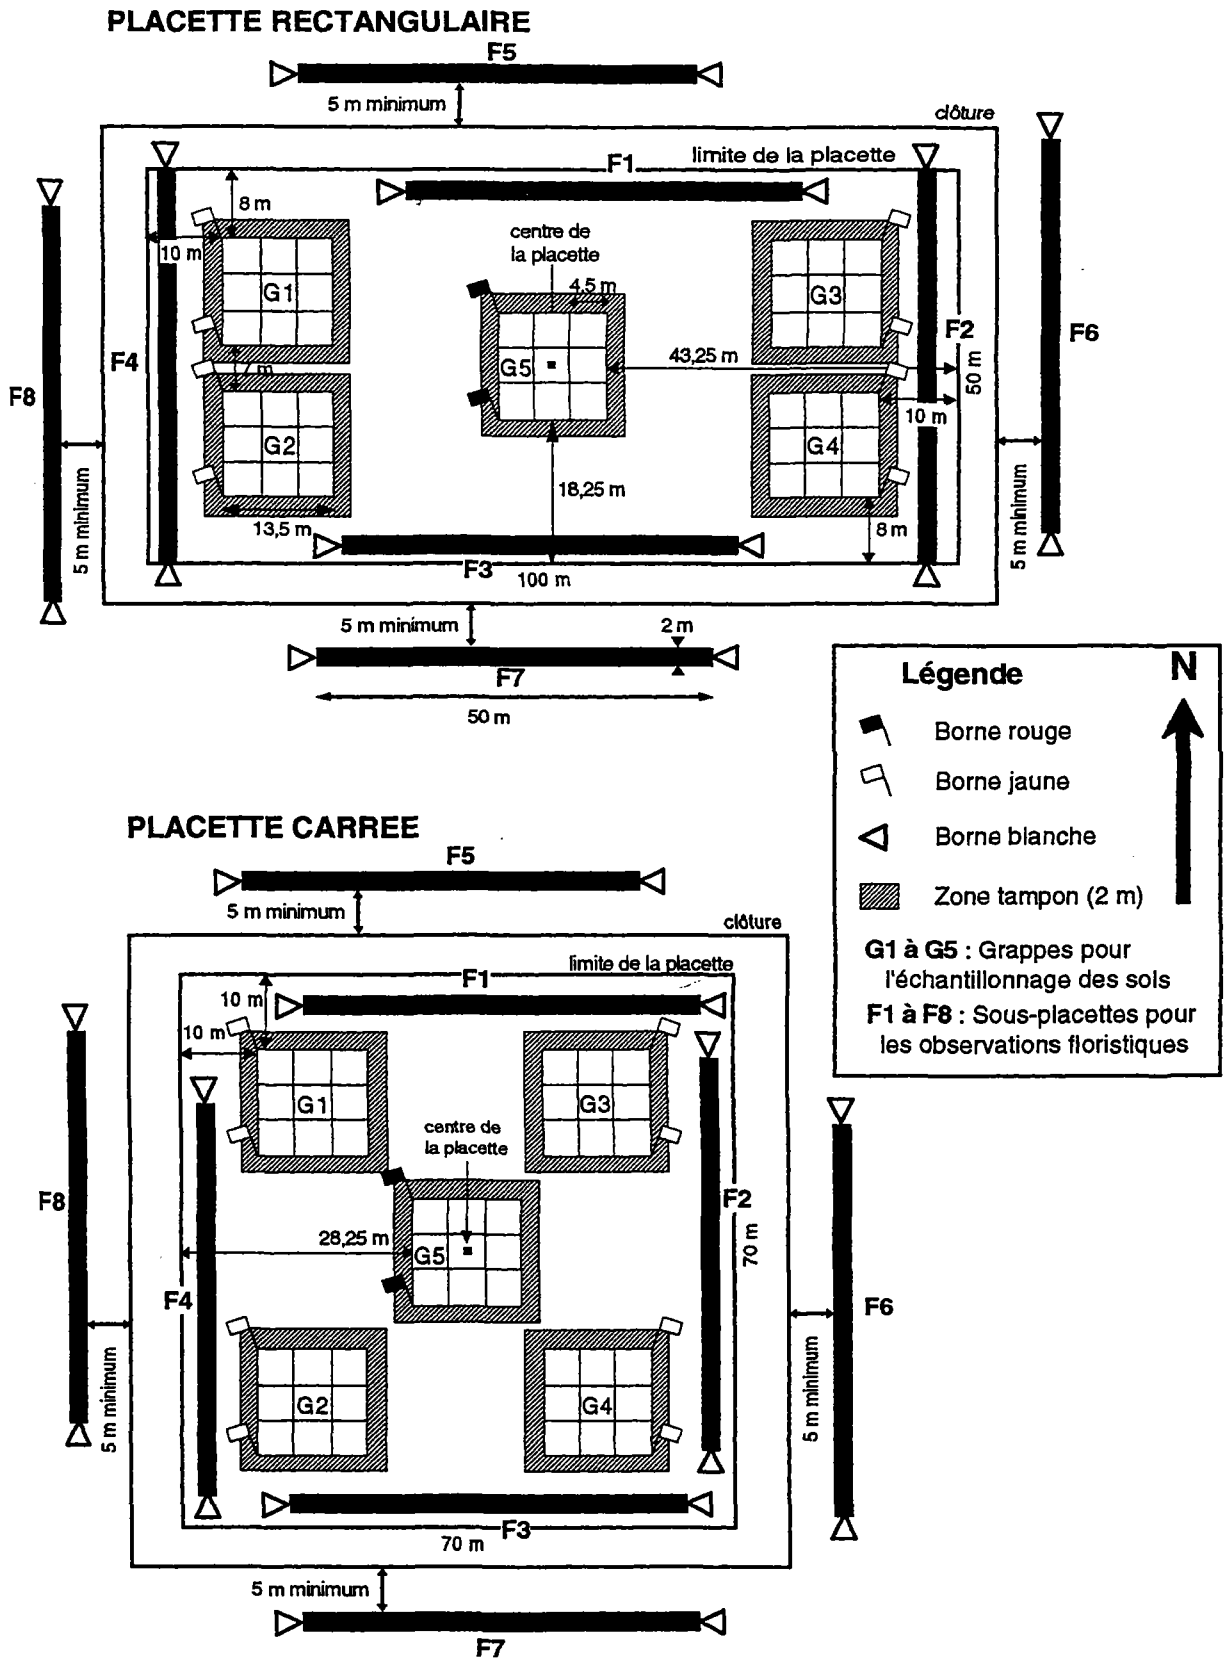 PLACETTE RECTANGULAIRE
F5
5 m minimum
clôture
limite de la placette
F1
8 m
10 m
centre de
la placette
4,5 m
G1
G3
G5
F2
F6
F4
F8
7 m
43,25 m
50 m
10 m
G2
G4
18,25 m
13,5 m
8 m
5 m minimum
5 m minimum
F3
100 m
5 m minimum
2 m
F7
50 m
Légende
N
Borne rouge
Borne jaune
Borne blanche
Zone tampon (2 m)
G1 à G5 : Grappes pour
l'échantillonnage des sols
F1 à F8 : Sous-placettes pour
les observations floristiques
PLACETTE CARREE
F5
5 m minimum
clôture
limite de la placette
F1
10 m
10 m
G1
G3
centre de
la placette
F8
F2
28,25 m
G5
70 m
F4
F6
G2
G4
5 m minimum
5 m minimum
F3
70 m
5 m minimum
F7